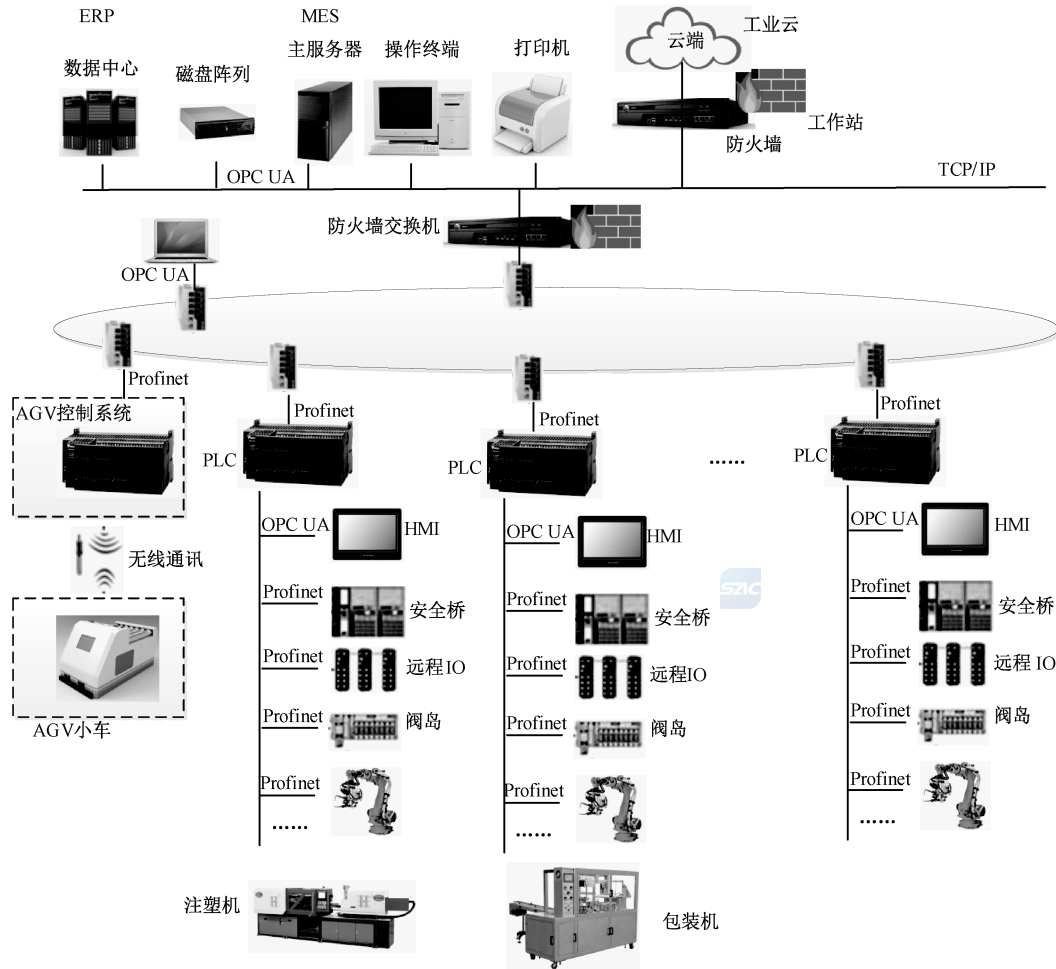 ERP
MES
工业云
云端
数据中心
磁盘阵列
主服务器
操作终端
打印机
工作站
防火墙
OPC UA
TCP/IP
防火墙交换机
OPC UA
Profinet
Profinet
Profinet
Profinet
AGV控制系统
PLC
PLC
……
PLC
无线通讯
AGV小车
OPC UA
HMI
Profinet
安全桥
Profinet
远程IO
Profinet
阀岛
Profinet
……
OPC UA
HMI
Profinet
安全桥
Profinet
远程IO
Profinet
阀岛
Profinet
……
OPC UA
HMI
Profinet
安全桥
Profinet
远程IO
Profinet
阀岛
Profinet
……
SAC
注塑机
包装机